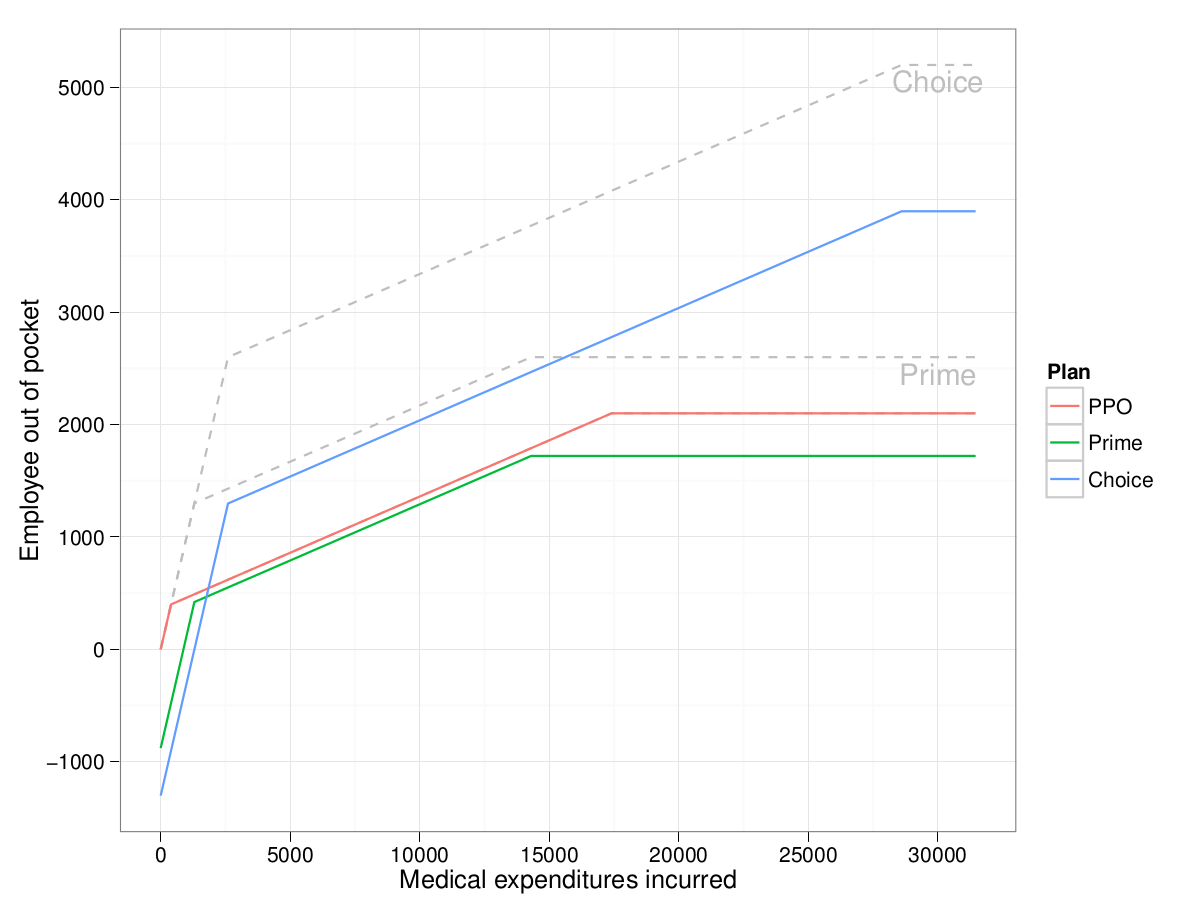 5000
4000
3000
2000
1000
0
−1000
Employee out of pocket
Choice
Prime
0 5000 10000 15000 20000 25000 30000
Medical expenditures incurred
Plan
PPO
Prime
Choice